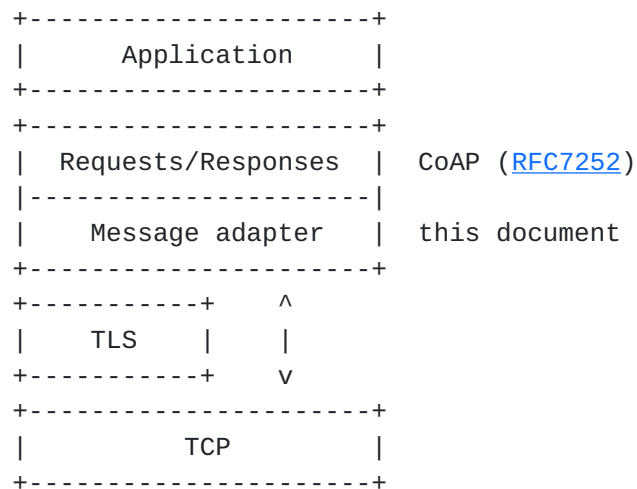 +----------------------+
|      Application     |
+----------------------+
+----------------------+
|  Requests/Responses  |  CoAP (RFC7252)
|----------------------|
|    Message adapter   |  this document
+----------------------+
+-----------+    ^
|    TLS    |    |
+-----------+    v
+----------------------+
|          TCP         |
+----------------------+